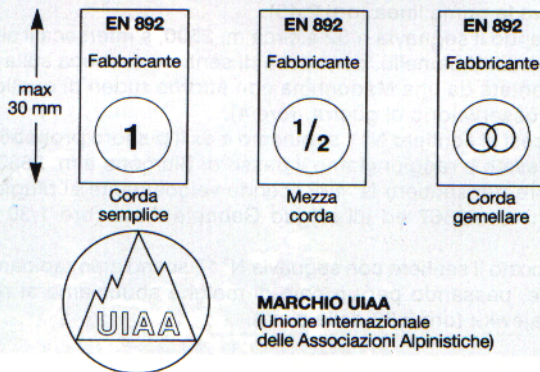 EN 892
Fabbricante
1
Corda
semplice
EN 892
Fabbricante
1/2
Mezza
corda
EN 892
Fabbricante
Corda
gemellare
max
30 mm
UIAA
MARCHIO UIAA
(Unione Internazionale
delle Associazioni Alpinistiche)